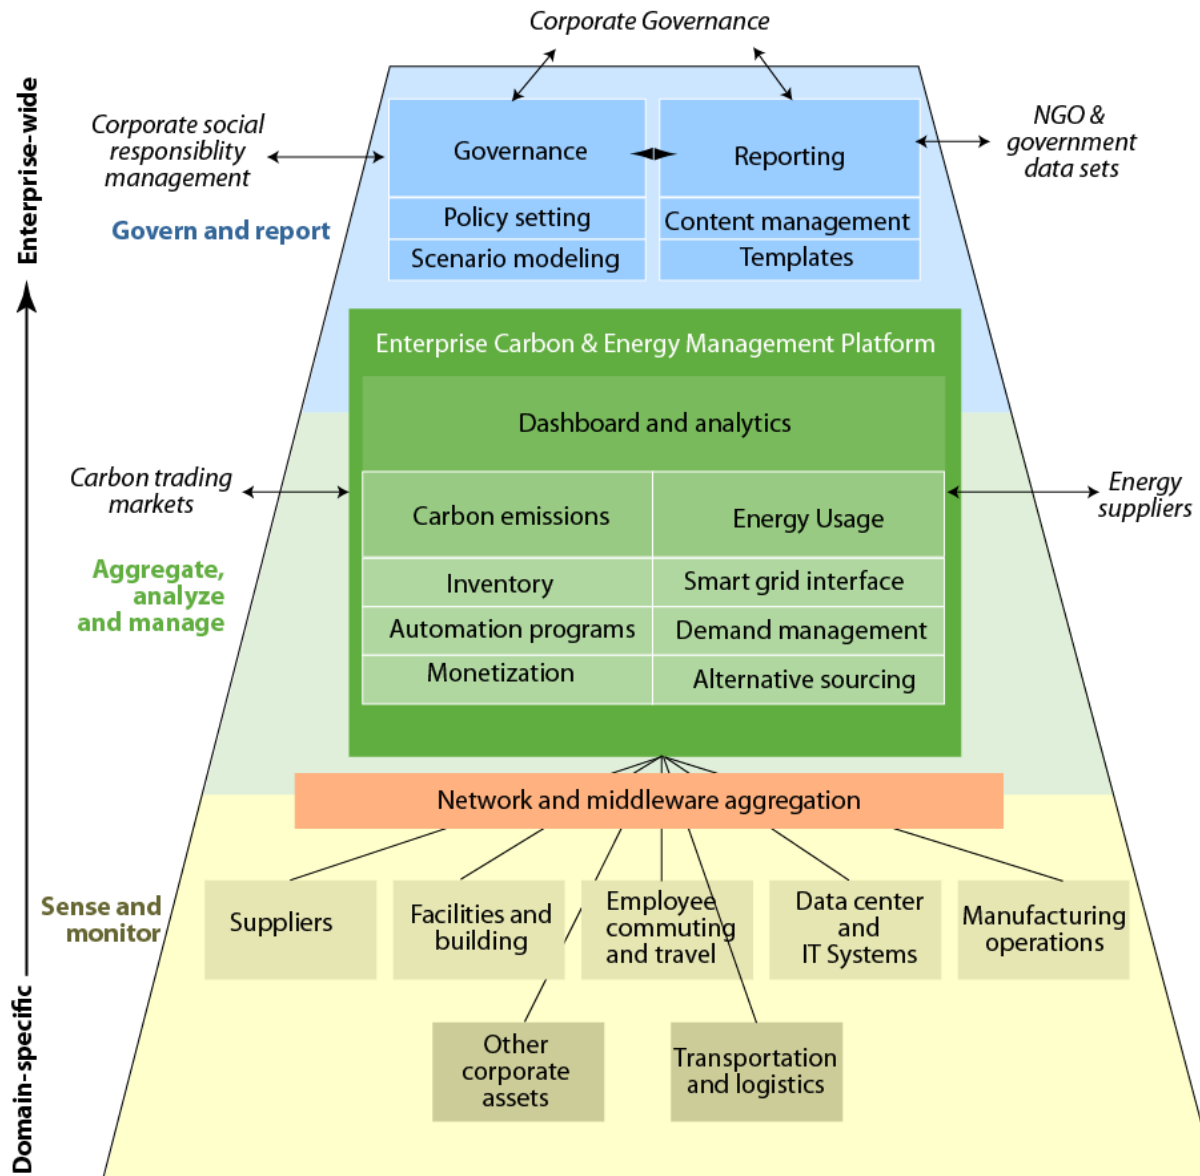 Corporate Governance
Enterprise-wide
Corporate social
responsiblity
management
NGO &
government
data sets
Governance
Reporting
Policy setting
Content management
Scenario modeling
Templates
Govern and report
Enterprise Carbon & Energy Management Platform
Dashboard and analytics
Carbon trading
markets
Energy
suppliers
Carbon emissions
Energy Usage
Inventory
Smart grid interface
Automation programs
Demand management
Monetization
Alternative sourcing
Aggregate,
analyze
and manage
Network and middleware aggregation
Sense and
monitor
Suppliers
Facilities and
building
Employee
commuting
and travel
Data center
and
IT Systems
Manufacturing
operations
Other
corporate
assets
Transportation
and logistics
Domain-specific